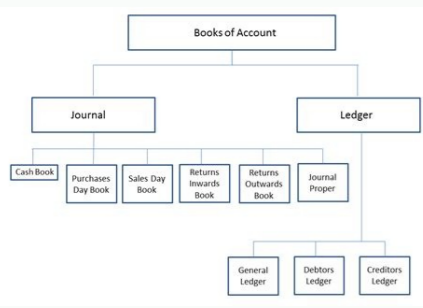 Books of Account
Journal
Ledger
Cash Book
Purchases
Day Book
Sales Day
Book
Returns
Inwards
Book
Returns
Outwards
Book
Journal
Proper
General
Ledger
Debtors
Ledger
Creditors
Ledger